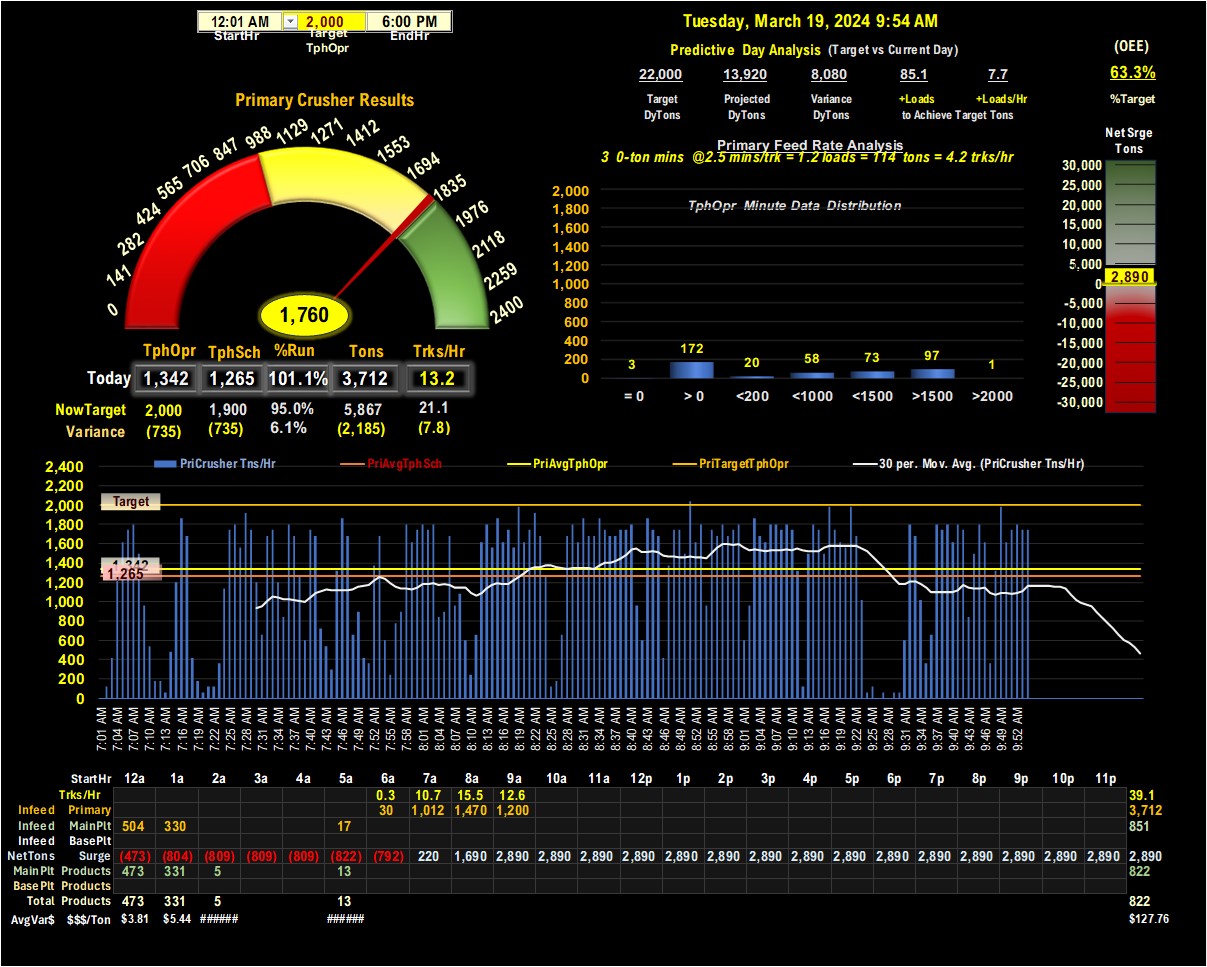 12:01 AM 2,000 6:00 PM
StartHr Target TphOpr EndHr
Tuesday, March 19, 2024 9:54 AM
Predictive Day Analysis (Target vs Current Day)
22,000 13,920 8,080 85.1 7.7
Target DyTons Projected DyTons Variance DyTons +Loads +Loads/Hr
to Achieve Target Tons
(OEE)
63.3%
%Target
Primary Crusher Results
0 141 282 424 565 706 847 988 1129 1271 1412 1553 1694 1835 1976 2118 2259 2400
1,760
TphOpr TphSch %Run Tons Trks/Hr
Today 1,342 1,265 101.1% 3,712 13.2
NowTarget 2,000 1,900 95.0% 5,867 21.1
Variance (735) (735) 6.1% (2,185) (7.8)
Primary Feed Rate Analysis
3 0-ton mins @2.5 mins/trk = 1.2 loads = 114 tons = 4.2 trks/hr
TphOpr Minute Data Distribution
2,000
1,800
1,600
1,400
1,200
1,000
800
600
400
200
0
3 172 20 58 73 97 1
= 0 > 0 <200 <1000 <1500 >1500 >2000
Net Srge
Tons
30,000
25,000
20,000
15,000
10,000
5,000
2,890
0
-5,000
-10,000
-15,000
-20,000
-25,000
-30,000
PriCrusher Tns/Hr PriAvgTphSch PriAvgTphOpr PriTargetTphOpr 30 per. Mov. Avg. (PriCrusher Tns/Hr)
2,400
2,200
2,000
1,800
1,600
1,400
1,200
1,000
800
600
400
200
0
Target
1,342
1,265
7:01 AM 7:04 AM 7:07 AM 7:10 AM 7:13 AM 7:16 AM 7:19 AM 7:22 AM 7:25 AM 7:28 AM 7:31 AM 7:34 AM 7:37 AM 7:40 AM 7:43 AM 7:46 AM 7:49 AM 7:52 AM 7:55 AM 7:58 AM 8:01 AM 8:04 AM 8:07 AM 8:10 AM 8:13 AM 8:16 AM 8:19 AM 8:22 AM 8:25 AM 8:28 AM 8:31 AM 8:34 AM 8:37 AM 8:40 AM 8:43 AM 8:46 AM 8:49 AM 8:52 AM 8:55 AM 8:58 AM 9:01 AM 9:04 AM 9:07 AM 9:10 AM 9:13 AM 9:16 AM 9:19 AM 9:22 AM 9:25 AM 9:28 AM 9:31 AM 9:34 AM 9:37 AM 9:40 AM 9:43 AM 9:46 AM 9:49 AM 9:52 AM
StartHr 12a 1a 2a 3a 4a 5a 6a 7a 8a 9a 10a 11a 12p 1p 2p 3p 4p 5p 6p 7p 8p 9p 10p 11p
Trks/Hr 0.3 10.7 15.5 12.6 39.1
Infeed Primary 30 1,012 1,470 1,200 3,712
Infeed MainPlt 504 330 17 851
Infeed BasePlt
NetTons Surge (473) (804) (809) (809) (809) (822) (792) 220 1,690 2,890 2,890 2,890 2,890 2,890 2,890 2,890 2,890 2,890 2,890 2,890 2,890 2,890 2,890 2,890 2,890
MainPlt Products 473 331 5 13 822
BasePlt Products
Total Products 473 331 5 13 822
AvgVar$ $$$/Ton $3.81 $5.44 ###### ###### $127.76